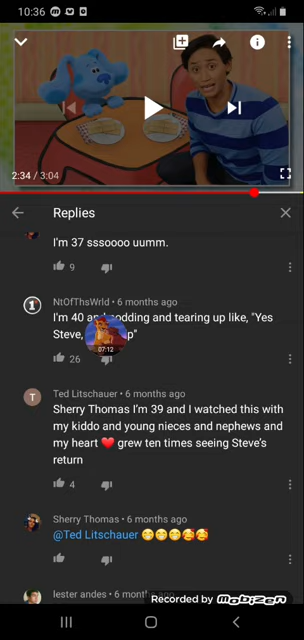 10:36
2:34 / 3:04
Replies
I'm 37 sssoooo uumm.
9
NtOfThsWrld • 6 months ago
I'm 40 and nodding and tearing up like, "Yes
Steve, p"
07:12
26
T
Ted Litschauer • 6 months ago
Sherry Thomas I'm 39 and I watched this with
my kiddo and young nieces and nephews and
my heart ❤️ grew ten times seeing Steve's
return
4
Sherry Thomas • 6 months ago
@Ted Litschauer 😁😁😁🥰🥰
lester andes • 6 month
Recorded by mobizen